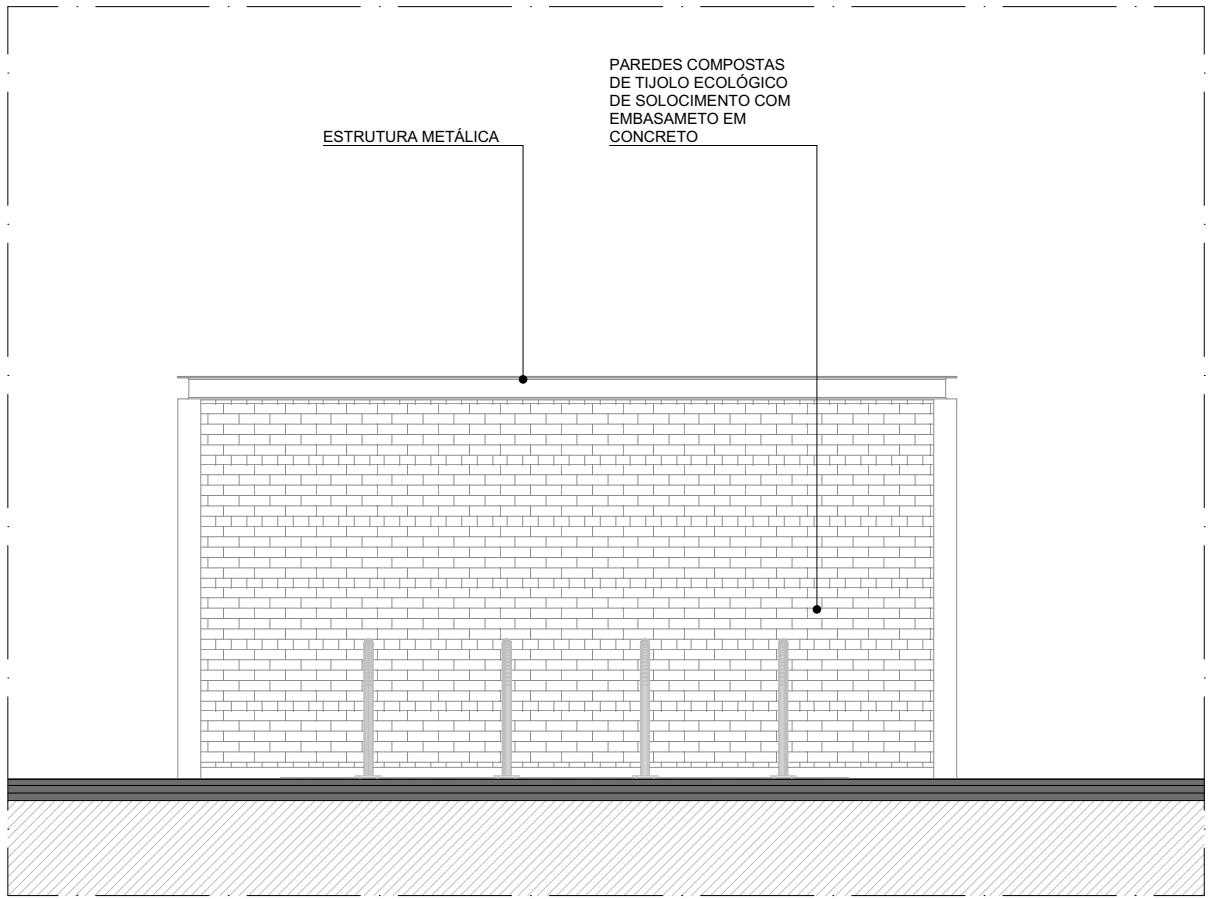 ESTRUTURA METÁLICA
PAREDES COMPOSTAS
DE TIJOLO ECOLÓGICO
DE SOLOCIMENTO COM
EMBASAMETO EM
CONCRETO